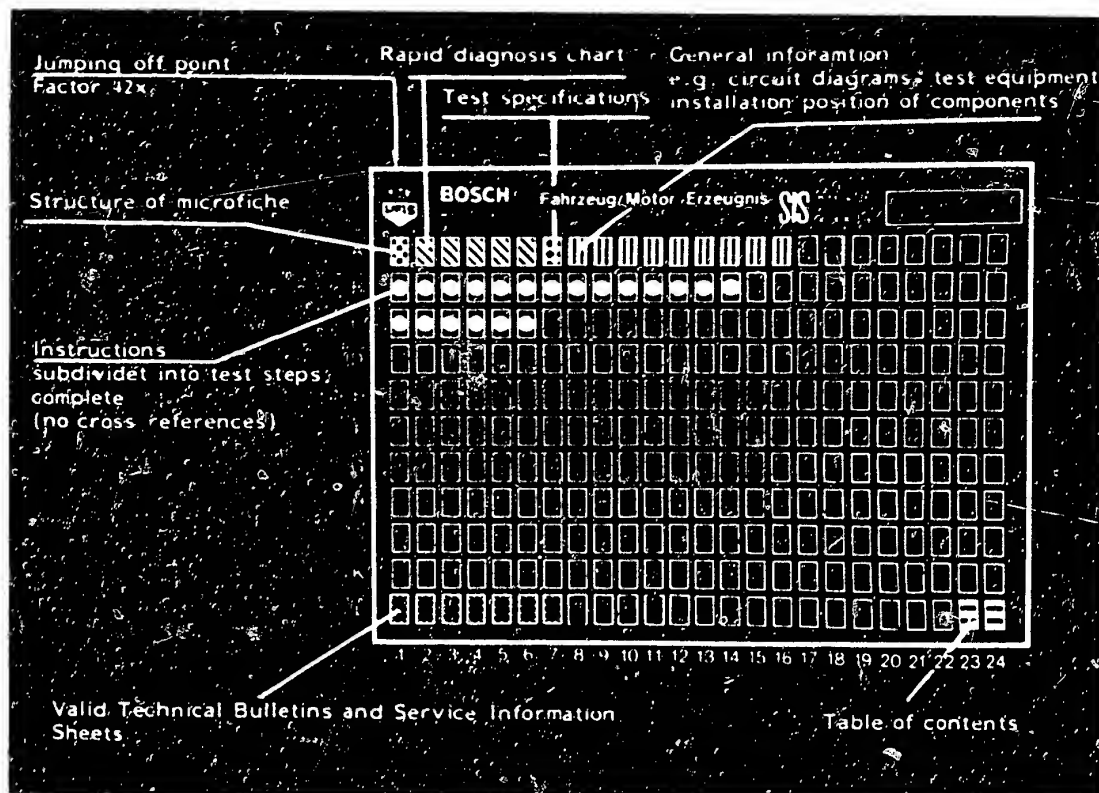 Jumping off point
Factor 42x
Rapid diagnosis chart
Test specifications
General inforamtion
e.g. circuit diagrams, test equipment
installation position of components
Structure of microfiche
BOSCH Fahrzeug/Motor Erzeugnis SIS
Instructions
subdividet into test steps,
complete
(no cross references)
1 2 3 4 5 6 7 8 9 10 11 12 13 14 15 16 17 18 19 20 21 22 23 24
Valid Technical Bulletins and Service Information
Sheets
Table of contents